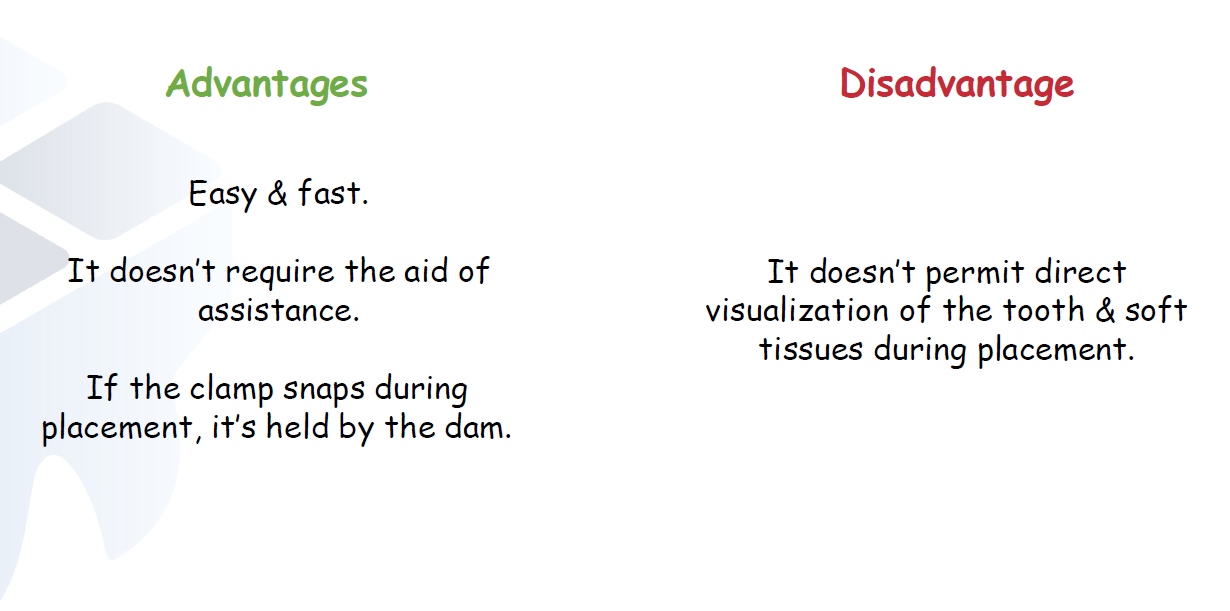 Advantages
Easy & fast.
It doesn't require the aid of
assistance.
If the clamp snaps during
placement, it's held by the dam.
Disadvantage
It doesn't permit direct
visualization of the tooth & soft
tissues during placement.